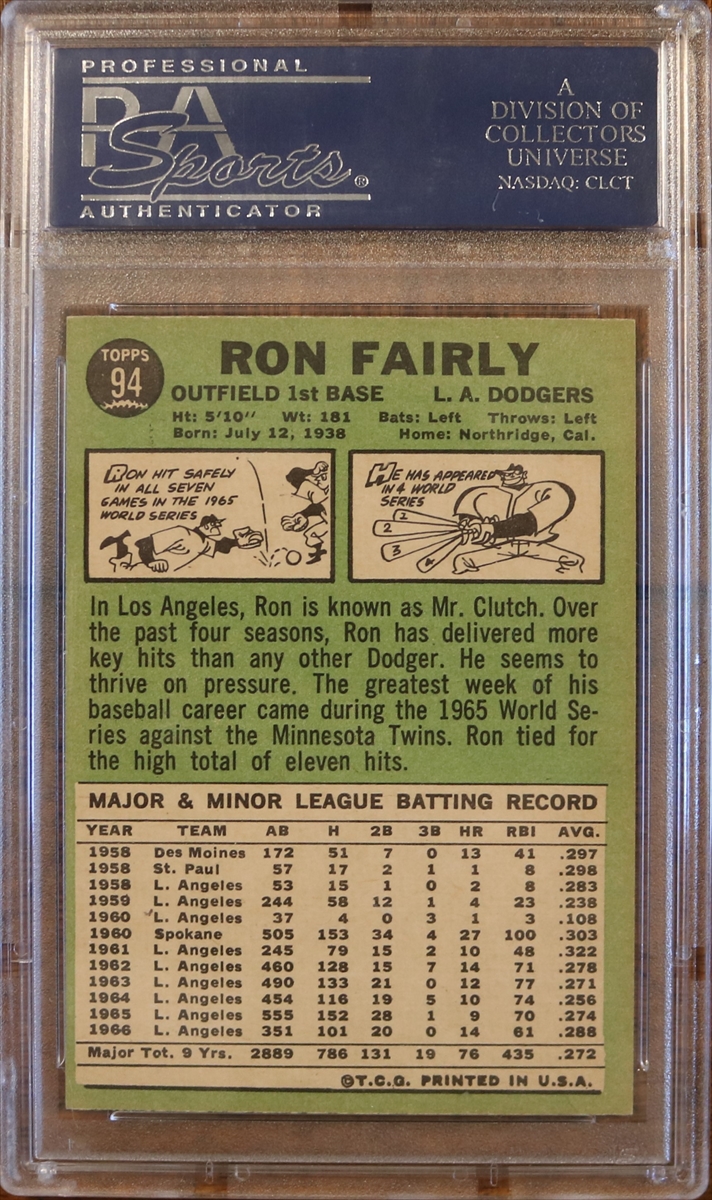 PROFESSIONAL
PSA
Sports®
AUTHENTICATOR
A
DIVISION OF
COLLECTORS
UNIVERSE
NASDAQ: CLCT
TOPPS
94
RON FAIRLY
OUTFIELD 1st BASE L. A. DODGERS
Ht: 5'10" Wt: 181 Bats: Left Throws: Left
Born: July 12, 1938 Home: Northridge, Cal.
RON HIT SAFELY
IN ALL SEVEN
GAMES IN THE 1965
WORLD SERIES
HE HAS APPEARED
IN 4 WORLD
SERIES
1
2
3
4
In Los Angeles, Ron is known as Mr. Clutch. Over
the past four seasons, Ron has delivered more
key hits than any other Dodger. He seems to
thrive on pressure. The greatest week of his
baseball career came during the 1965 World Se-
ries against the Minnesota Twins. Ron tied for
the high total of eleven hits.
MAJOR & MINOR LEAGUE BATTING RECORD
YEAR TEAM AB H 2B 3B HR RBI AVG.
1958 Des Moines 172 51 7 0 13 41 .297
1958 St. Paul 57 17 2 1 1 8 .298
1958 L. Angeles 53 15 1 0 2 8 .283
1959 L. Angeles 244 58 12 1 4 23 .238
1960 L. Angeles 37 4 0 3 1 3 .108
1960 Spokane 505 153 34 4 27 100 .303
1961 L. Angeles 245 79 15 2 10 48 .322
1962 L. Angeles 460 128 15 7 14 71 .278
1963 L. Angeles 490 133 21 0 12 77 .271
1964 L. Angeles 454 116 19 5 10 74 .256
1965 L. Angeles 555 152 28 1 9 70 .274
1966 L. Angeles 351 101 20 0 14 61 .288
Major Tot. 9 Yrs. 2889 786 131 19 76 435 .272
©T.C.G. PRINTED IN U.S.A.